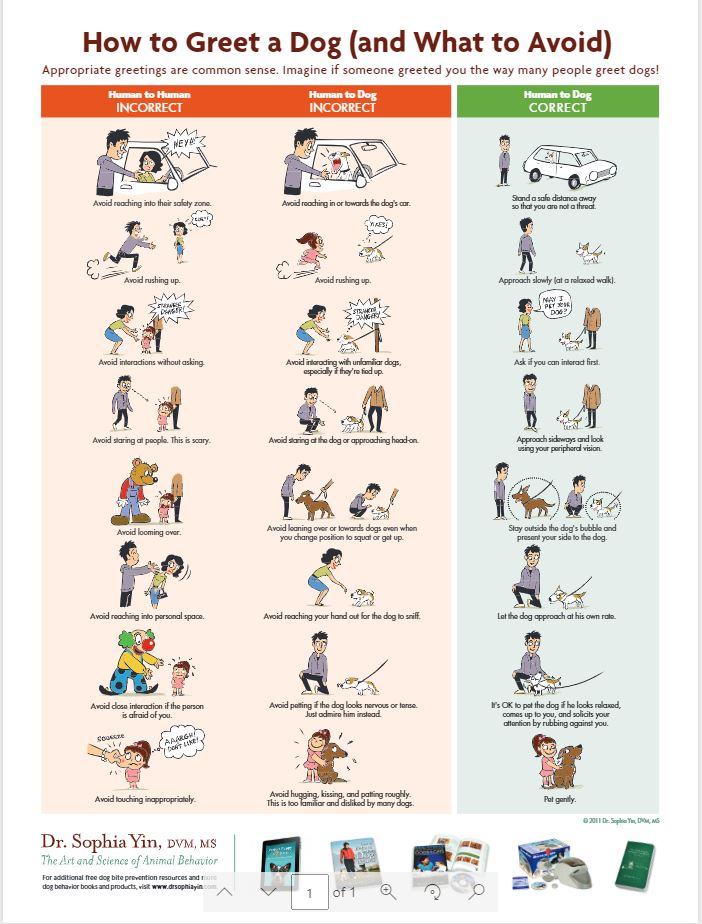 How to Greet a Dog (and What to Avoid)
Appropriate greetings are common sense. Imagine if someone greeted you the way many people greet dogs!
Human to Human
INCORRECT
Human to Dog
INCORRECT
Human to Dog
CORRECT
HEY!!
Avoid reaching into their safety zone.
Avoid reaching in or towards the dog's car.
Stand a safe distance away
so that you are not a threat.
YIKES!
Avoid rushing up.
Avoid rushing up.
Approach slowly (at a relaxed walk).
STRANGER
DANGER!
STRANGER
DANGER!
MAY I
PET YOUR
DOG?
Avoid interactions without asking.
Avoid interacting with unfamiliar dogs,
especially if they're tied up.
Ask if you can interact first.
Avoid staring at people. This is scary.
Avoid staring at the dog or approaching head-on.
Approach sideways and look
using your peripheral vision.
Avoid looming over.
Avoid leaning over or towards dogs even when
you change position to squat or get up.
Stay outside the dog's bubble and
present your side to the dog.
Avoid reaching into personal space.
Avoid reaching your hand out for the dog to sniff.
Let the dog approach at his own rate.
Avoid close interaction if the person
is afraid of you.
Avoid petting if the dog looks nervous or tense.
Just admire him instead.
It's OK to pet the dog if he looks relaxed,
comes up to you, and solicits your
attention by rubbing against you.
SQUEEZE
AAARGH!
DON'T LIKE!
Avoid touching inappropriately.
Avoid hugging, kissing, and patting roughly.
This is too familiar and disliked by many dogs.
Pet gently.
© 2011 Dr. Sophia Yin, DVM, MS
Dr. Sophia Yin, DVM, MS
The Art and Science of Animal Behavior
For additional free dog bite prevention resources and more
dog behavior books and products, visit www.drsophiayin.com
1 of 1